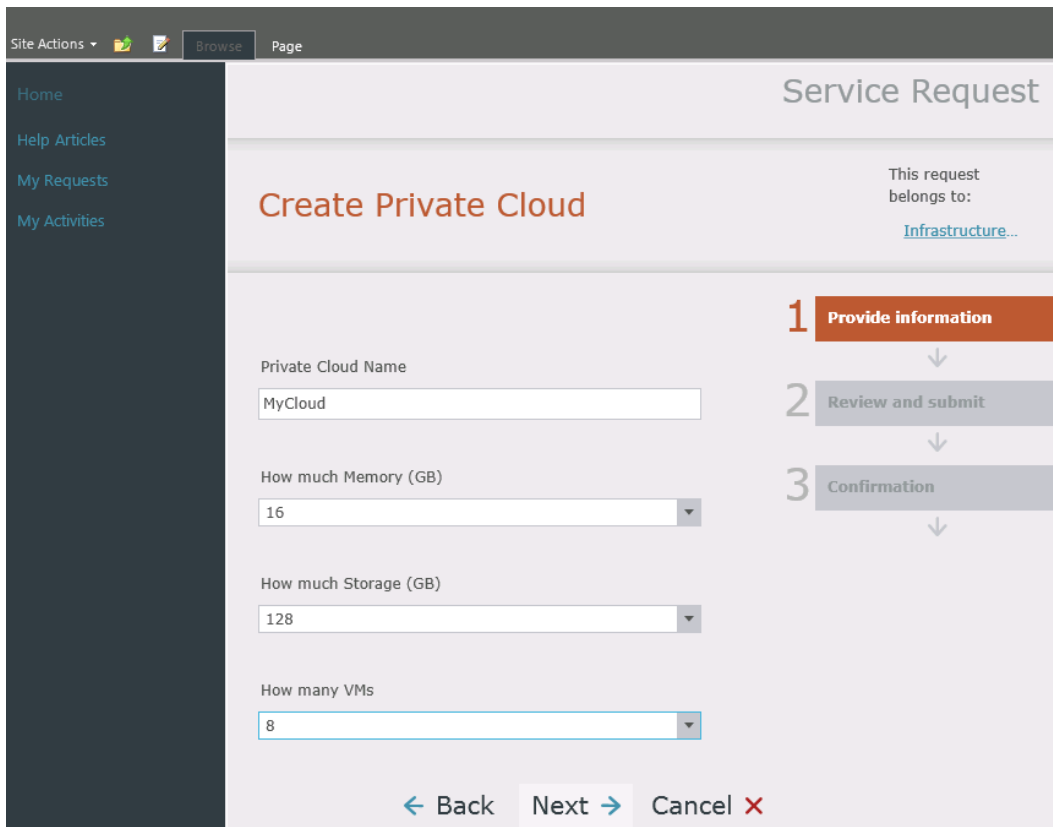 Site Actions Browse Page
Home
Help Articles
My Requests
My Activities
Service Request
Create Private Cloud
This request
belongs to:
Infrastructure...
Private Cloud Name
MyCloud
How much Memory (GB)
16
How much Storage (GB)
128
How many VMs
8
1 Provide information
2 Review and submit
3 Confirmation
Back Next Cancel